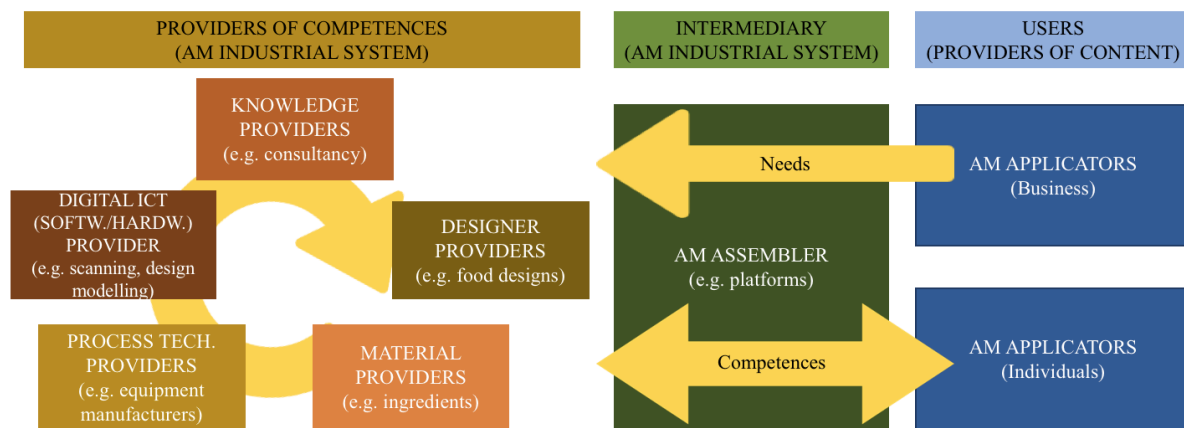 PROVIDERS OF COMPETENCES
(AM INDUSTRIAL SYSTEM)
INTERMEDIARY
(AM INDUSTRIAL SYSTEM)
USERS
(PROVIDERS OF CONTENT)
KNOWLEDGE
PROVIDERS
(e.g. consultancy)
DIGITAL ICT
(SOFTW./HARDW.)
PROVIDER
(e.g. scanning, design
modelling)
DESIGNER
PROVIDERS
(e.g. food designs)
PROCESS TECH.
PROVIDERS
(e.g. equipment
manufacturers)
MATERIAL
PROVIDERS
(e.g. ingredients)
Needs
AM ASSEMBLER
(e.g. platforms)
Competences
AM APPLICATORS
(Business)
AM APPLICATORS
(Individuals)